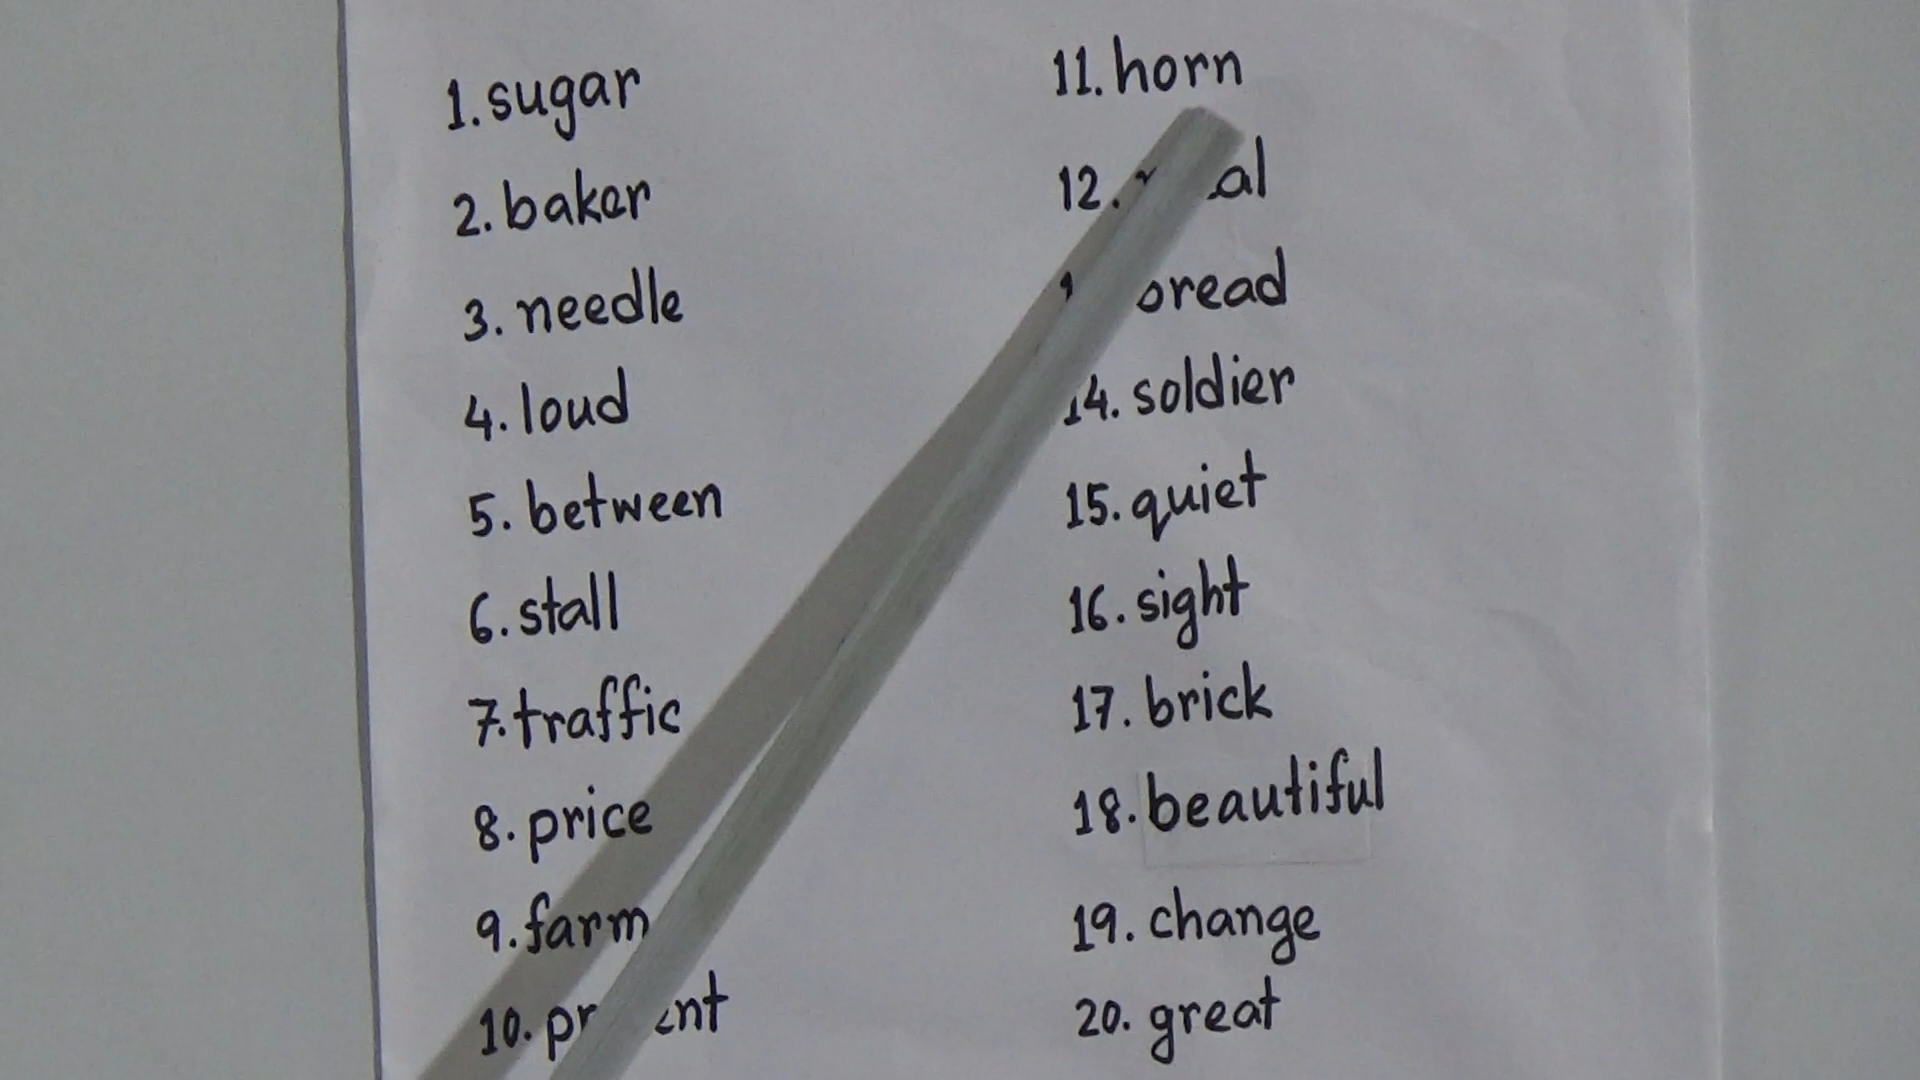 1. sugar
2. baker
3. needle
4. loud
5. between
6. stall
7. traffic
8. price
9. farm
10.
11. horn
12.
bread
14. soldier
15. quiet
16. sight
17. brick
18. beautiful
19. change
20. great